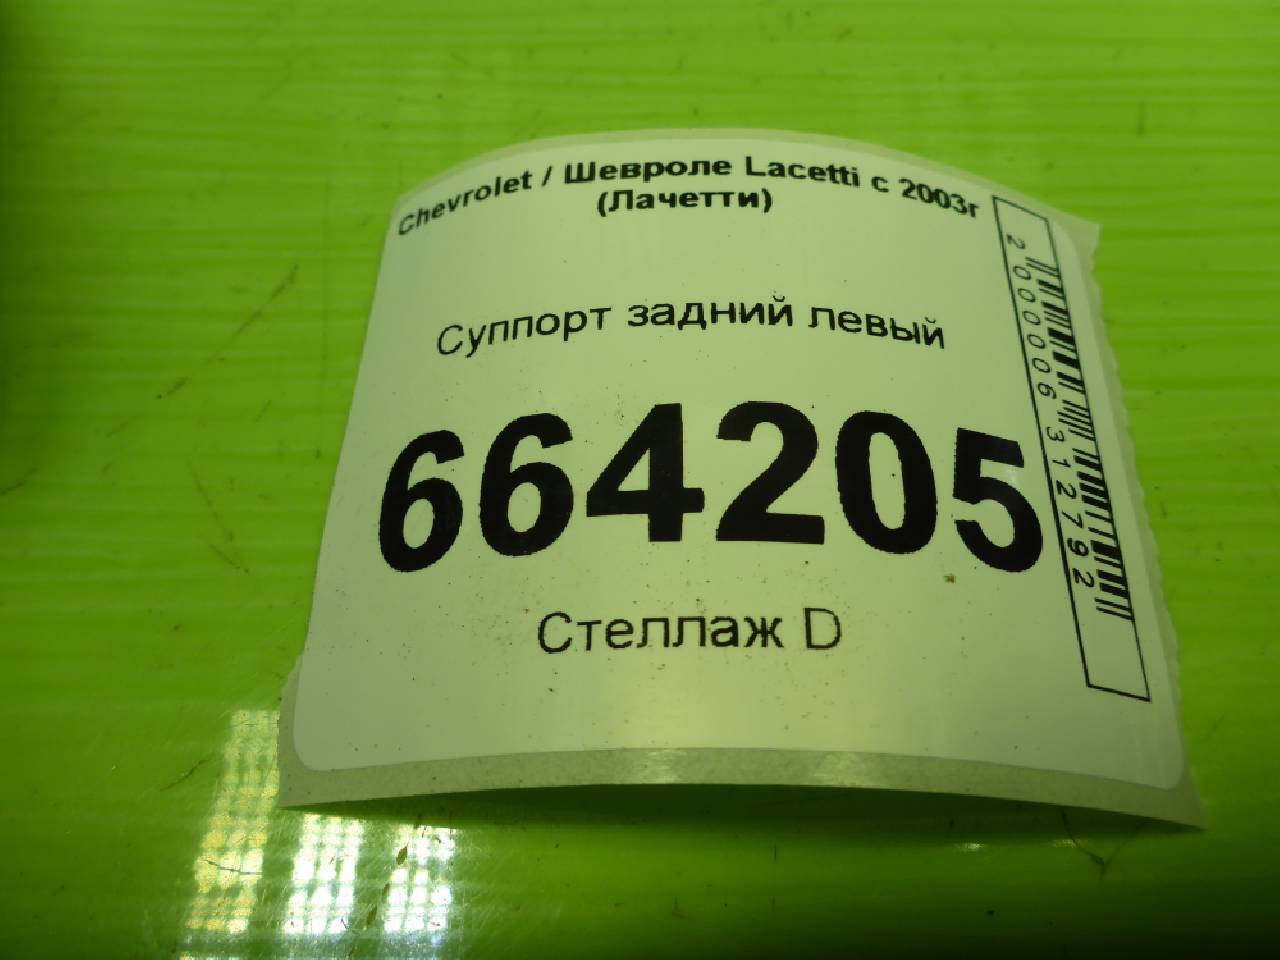 Chevrolet / Шевроле Lacetti с 2003г
(Лачетти)
Суппорт задний левый
664205
Стеллаж D
2000006312792